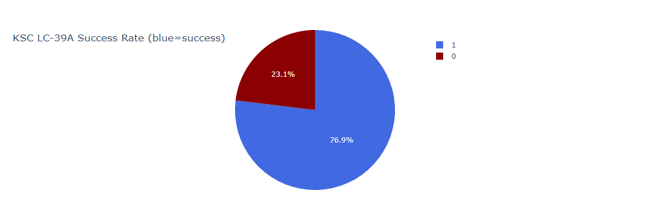 KSC LC-39A Success Rate (blue=success)
1
0
23.1%
76.9%